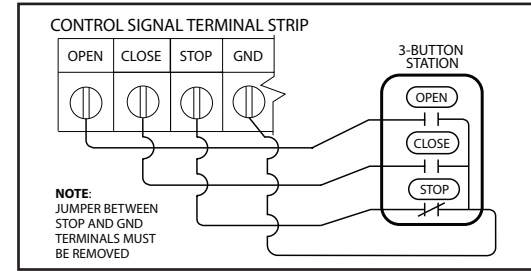 CONTROL SIGNAL TERMINAL STRIP
OPEN CLOSE STOP GND
3-BUTTON
STATION
OPEN
CLOSE
STOP
NOTE:
JUMPER BETWEEN
STOP AND GND
TERMINALS MUST
BE REMOVED